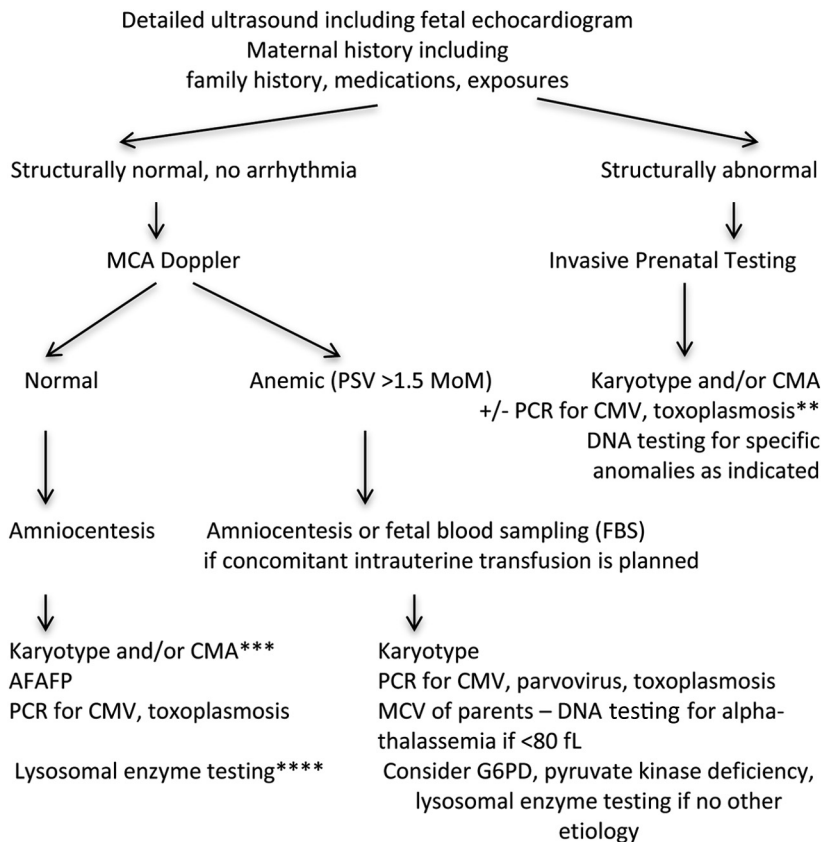 Detailed ultrasound including fetal echocardiogram
Maternal history including
family history, medications, exposures
Structurally normal, no arrhythmia
Structurally abnormal
MCA Doppler
Invasive Prenatal Testing
Normal
Anemic (PSV >1.5 MoM)
Karyotype and/or CMA
+/- PCR for CMV, toxoplasmosis**
DNA testing for specific
anomalies as indicated
Amniocentesis
Amniocentesis or fetal blood sampling (FBS)
if concomitant intrauterine transfusion is planned
Karyotype and/or CMA***
AFAFP
PCR for CMV, toxoplasmosis
Lysosomal enzyme testing****
Karyotype
PCR for CMV, parvovirus, toxoplasmosis
MCV of parents – DNA testing for alpha-
thalassemia if <80 fL
Consider G6PD, pyruvate kinase deficiency,
lysosomal enzyme testing if no other
etiology